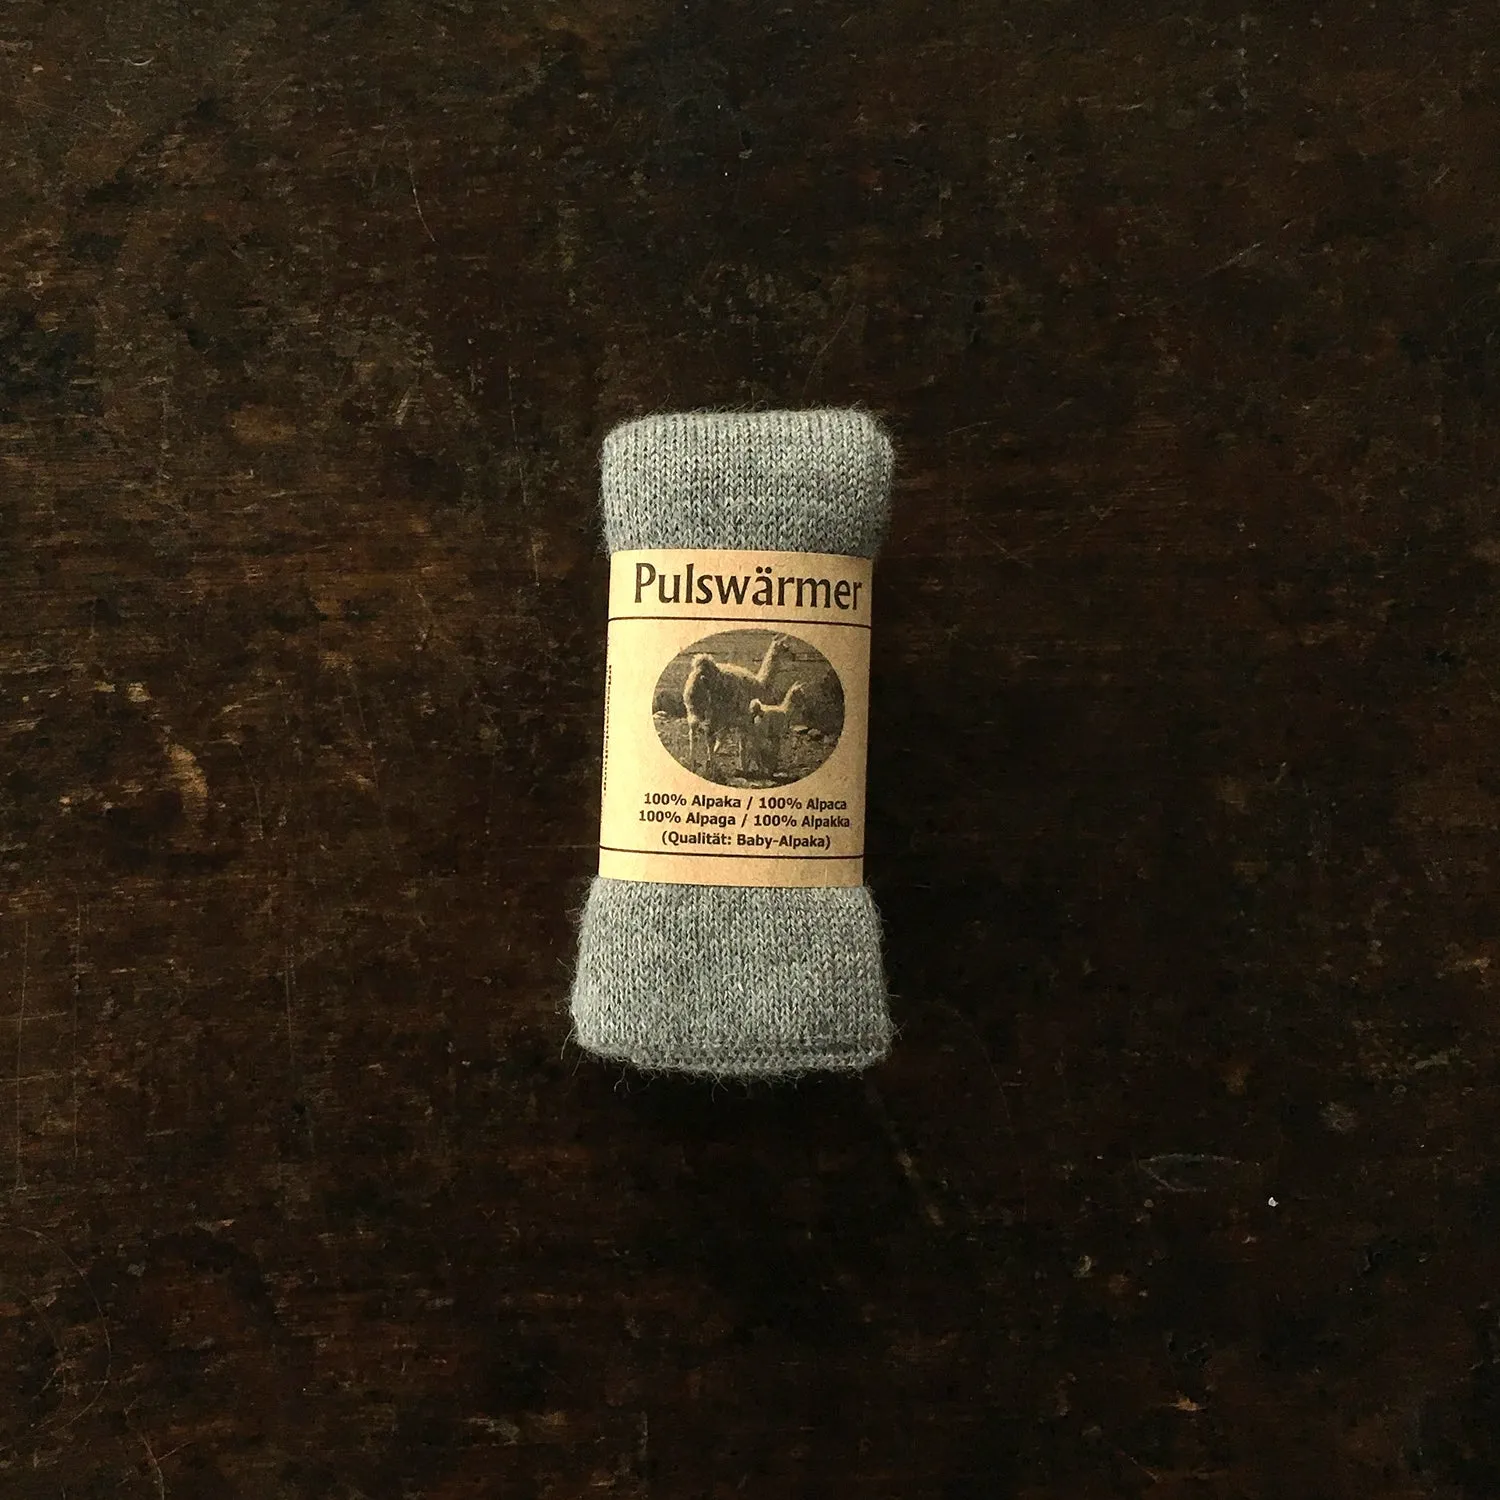 Pulswärmer
100% Alpaka / 100% Alpaca
100% Alpaga / 100% Alpakka
(Qualität: Baby-Alpaka)